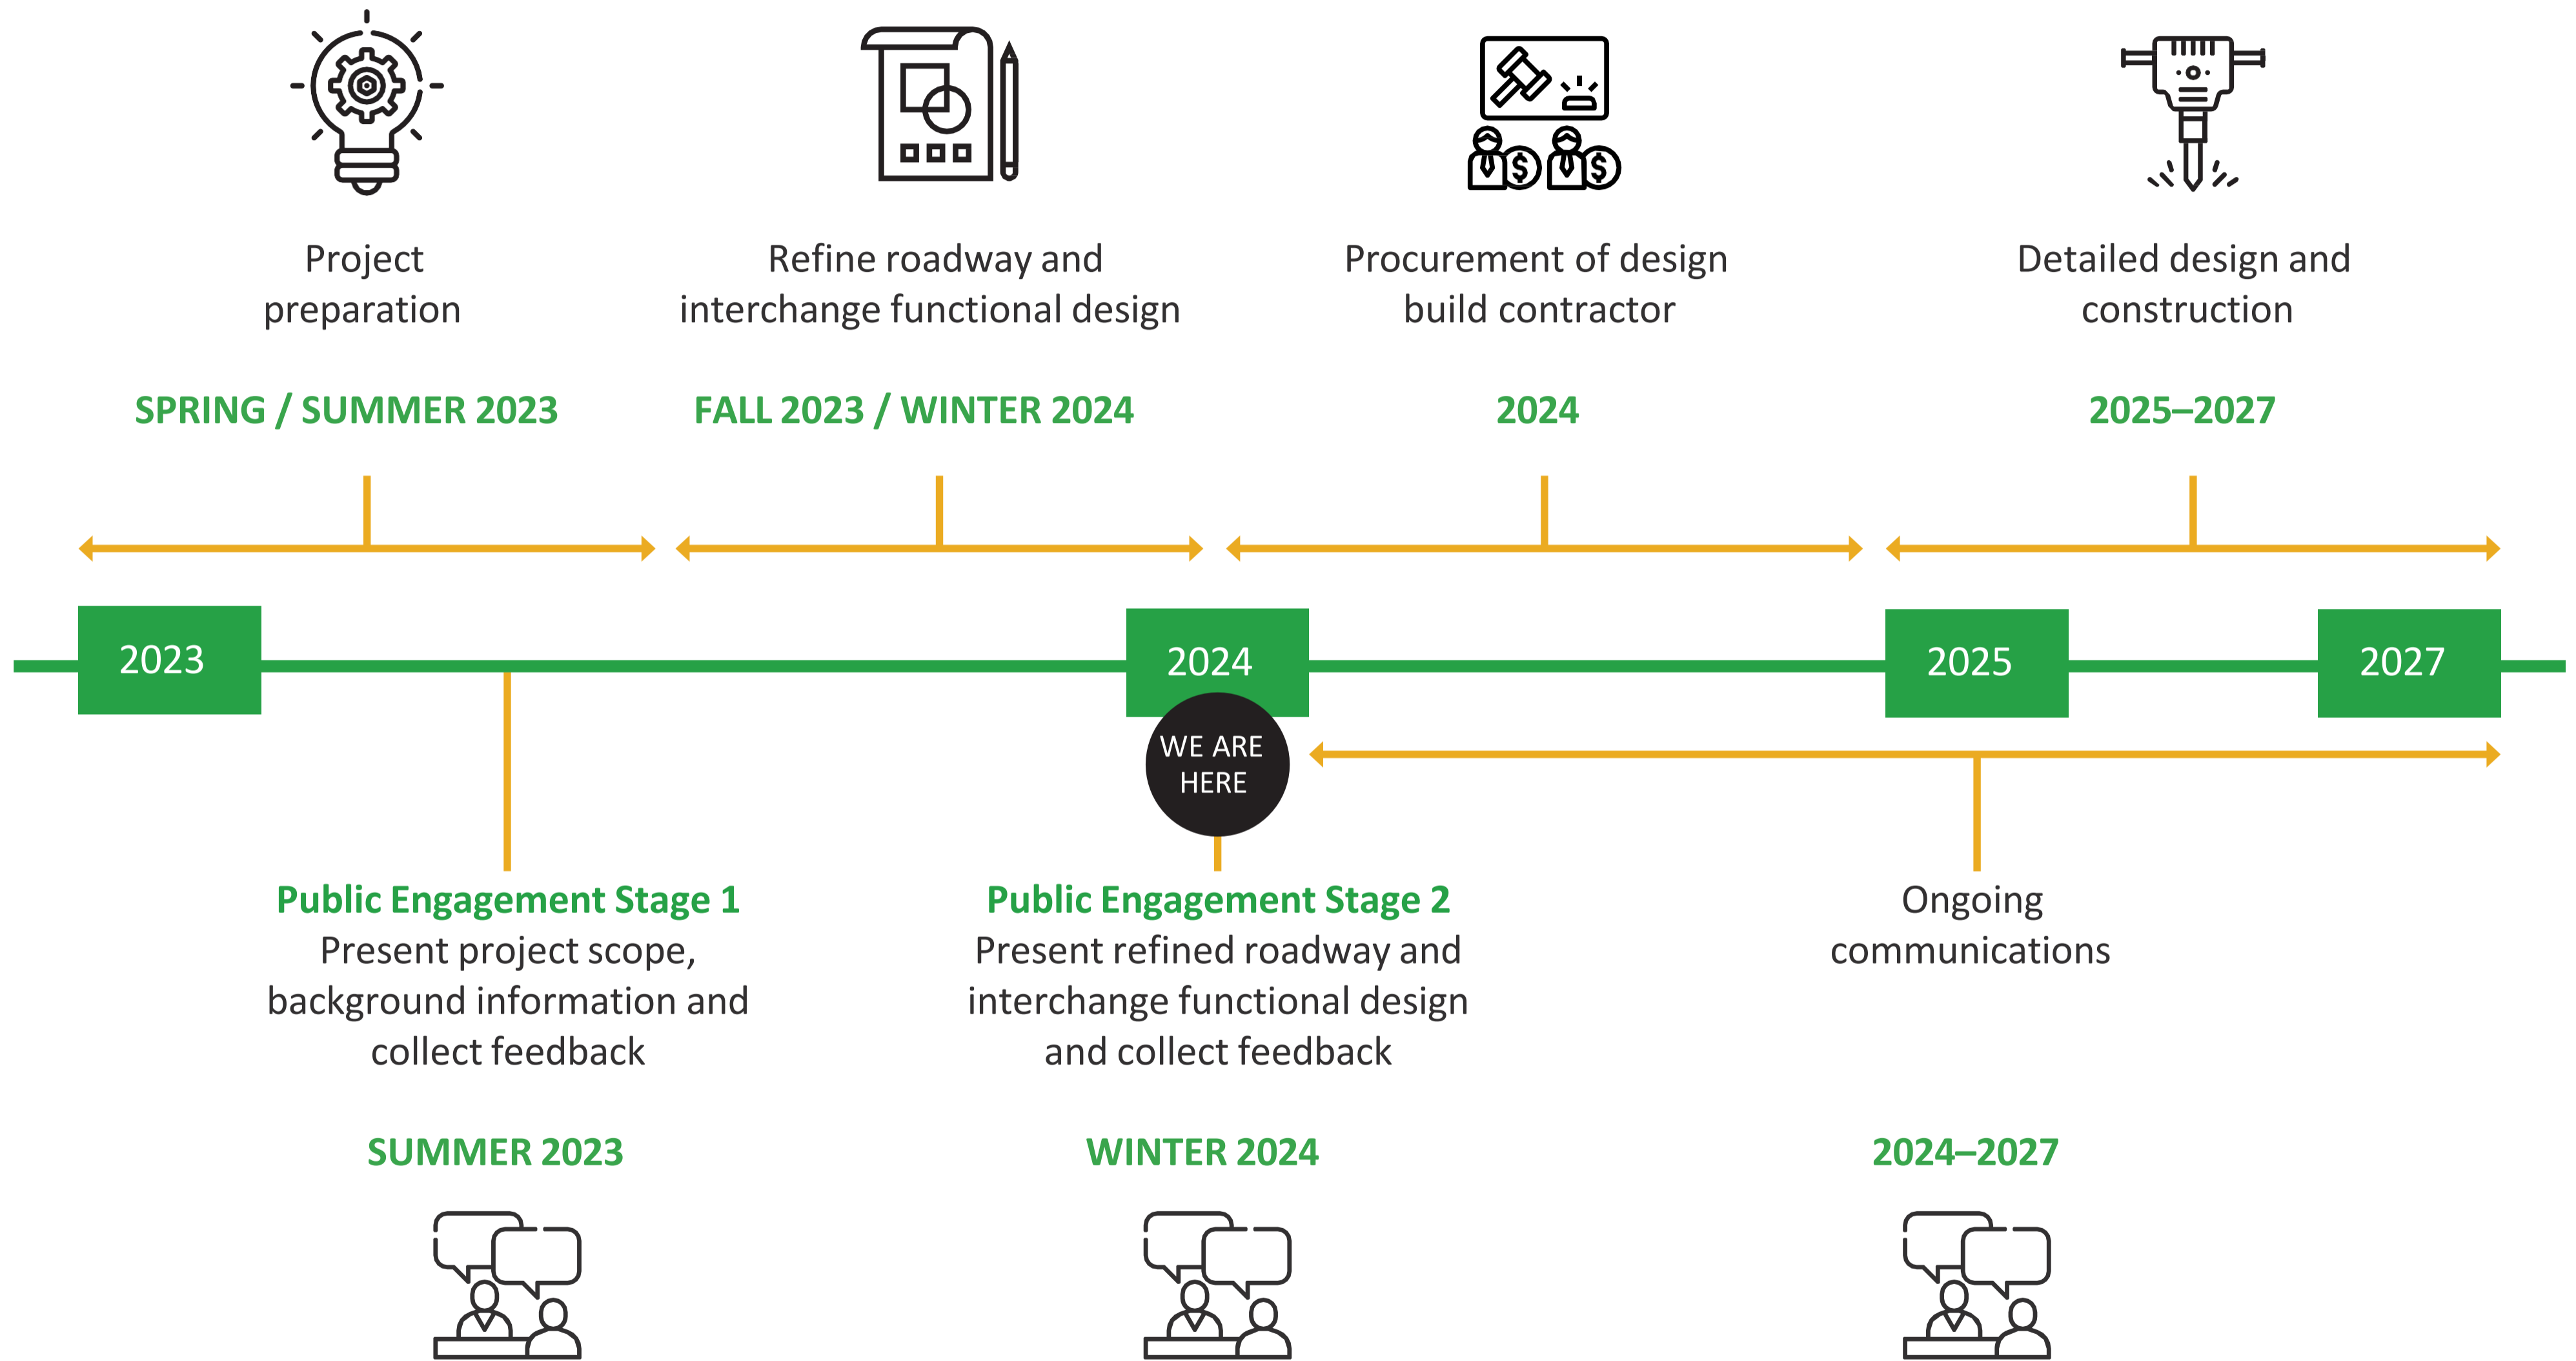 Project
preparation
SPRING / SUMMER 2023
Refine roadway and
interchange functional design
FALL 2023 / WINTER 2024
Procurement of design
build contractor
2024
Detailed design and
construction
2025–2027
2023
2024
2025
2027
WE ARE
HERE
Public Engagement Stage 1
Present project scope,
background information and
collect feedback
SUMMER 2023
Public Engagement Stage 2
Present refined roadway and
interchange functional design
and collect feedback
WINTER 2024
Ongoing
communications
2024–2027